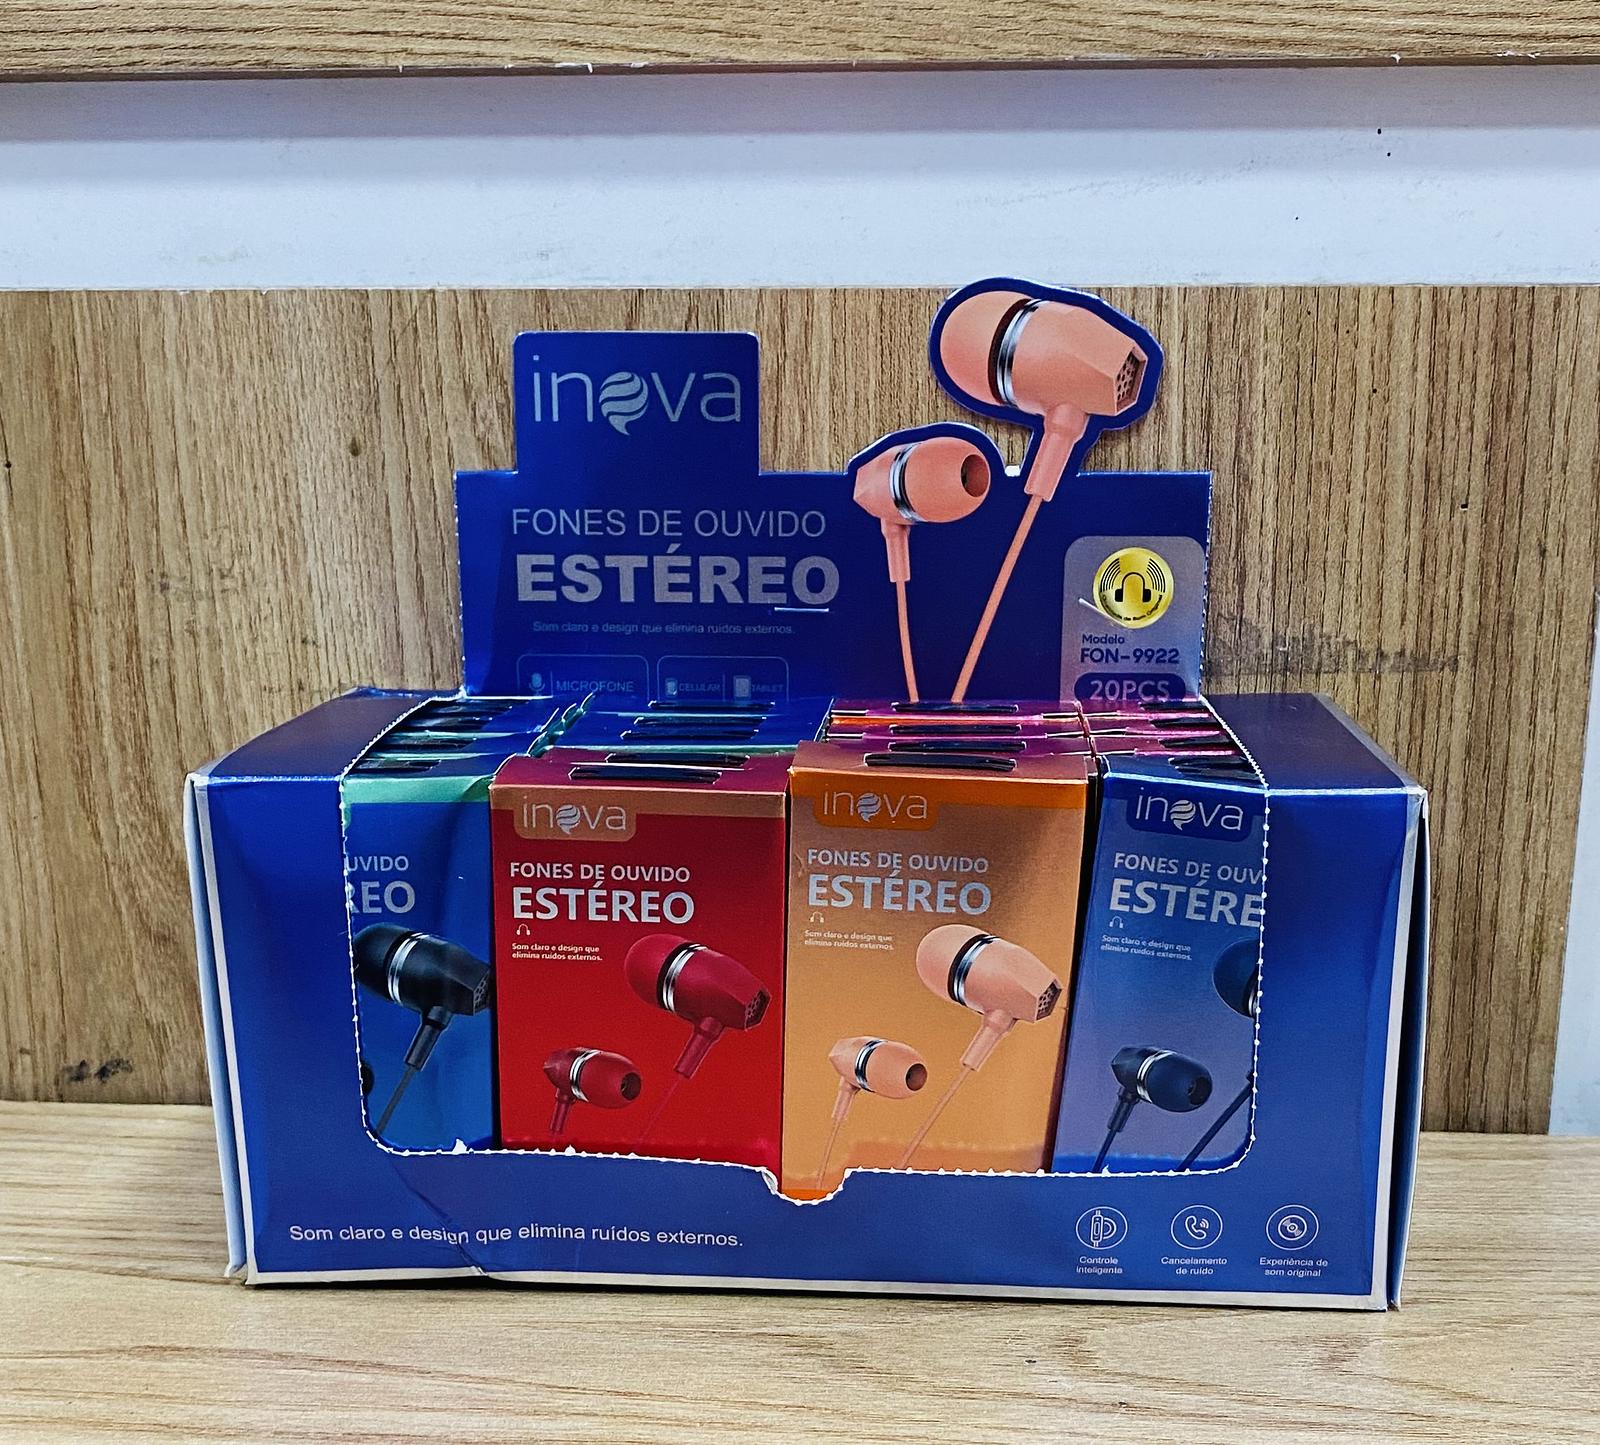 inova
FONES DE OUVIDO
ESTÉREO
Som claro e design que elimina ruídos externos.
MICROFONE
CELULAR
TABLET
Modelo
FON-9922
20PCS
UVIDO
REO
inova
FONES DE OUVIDO
ESTÉREO
Som claro e design que
elimina ruídos externos.
inova
FONES DE OUVIDO
ESTÉREO
Som claro e design que
elimina ruídos externos.
inova
FONES DE OUV
ESTÉRE
Som claro e design que
elimina ruídos externos.
Som claro e design que elimina ruídos externos.
Controle
inteligente
Cancelamento
de ruído
Experiência de
som original